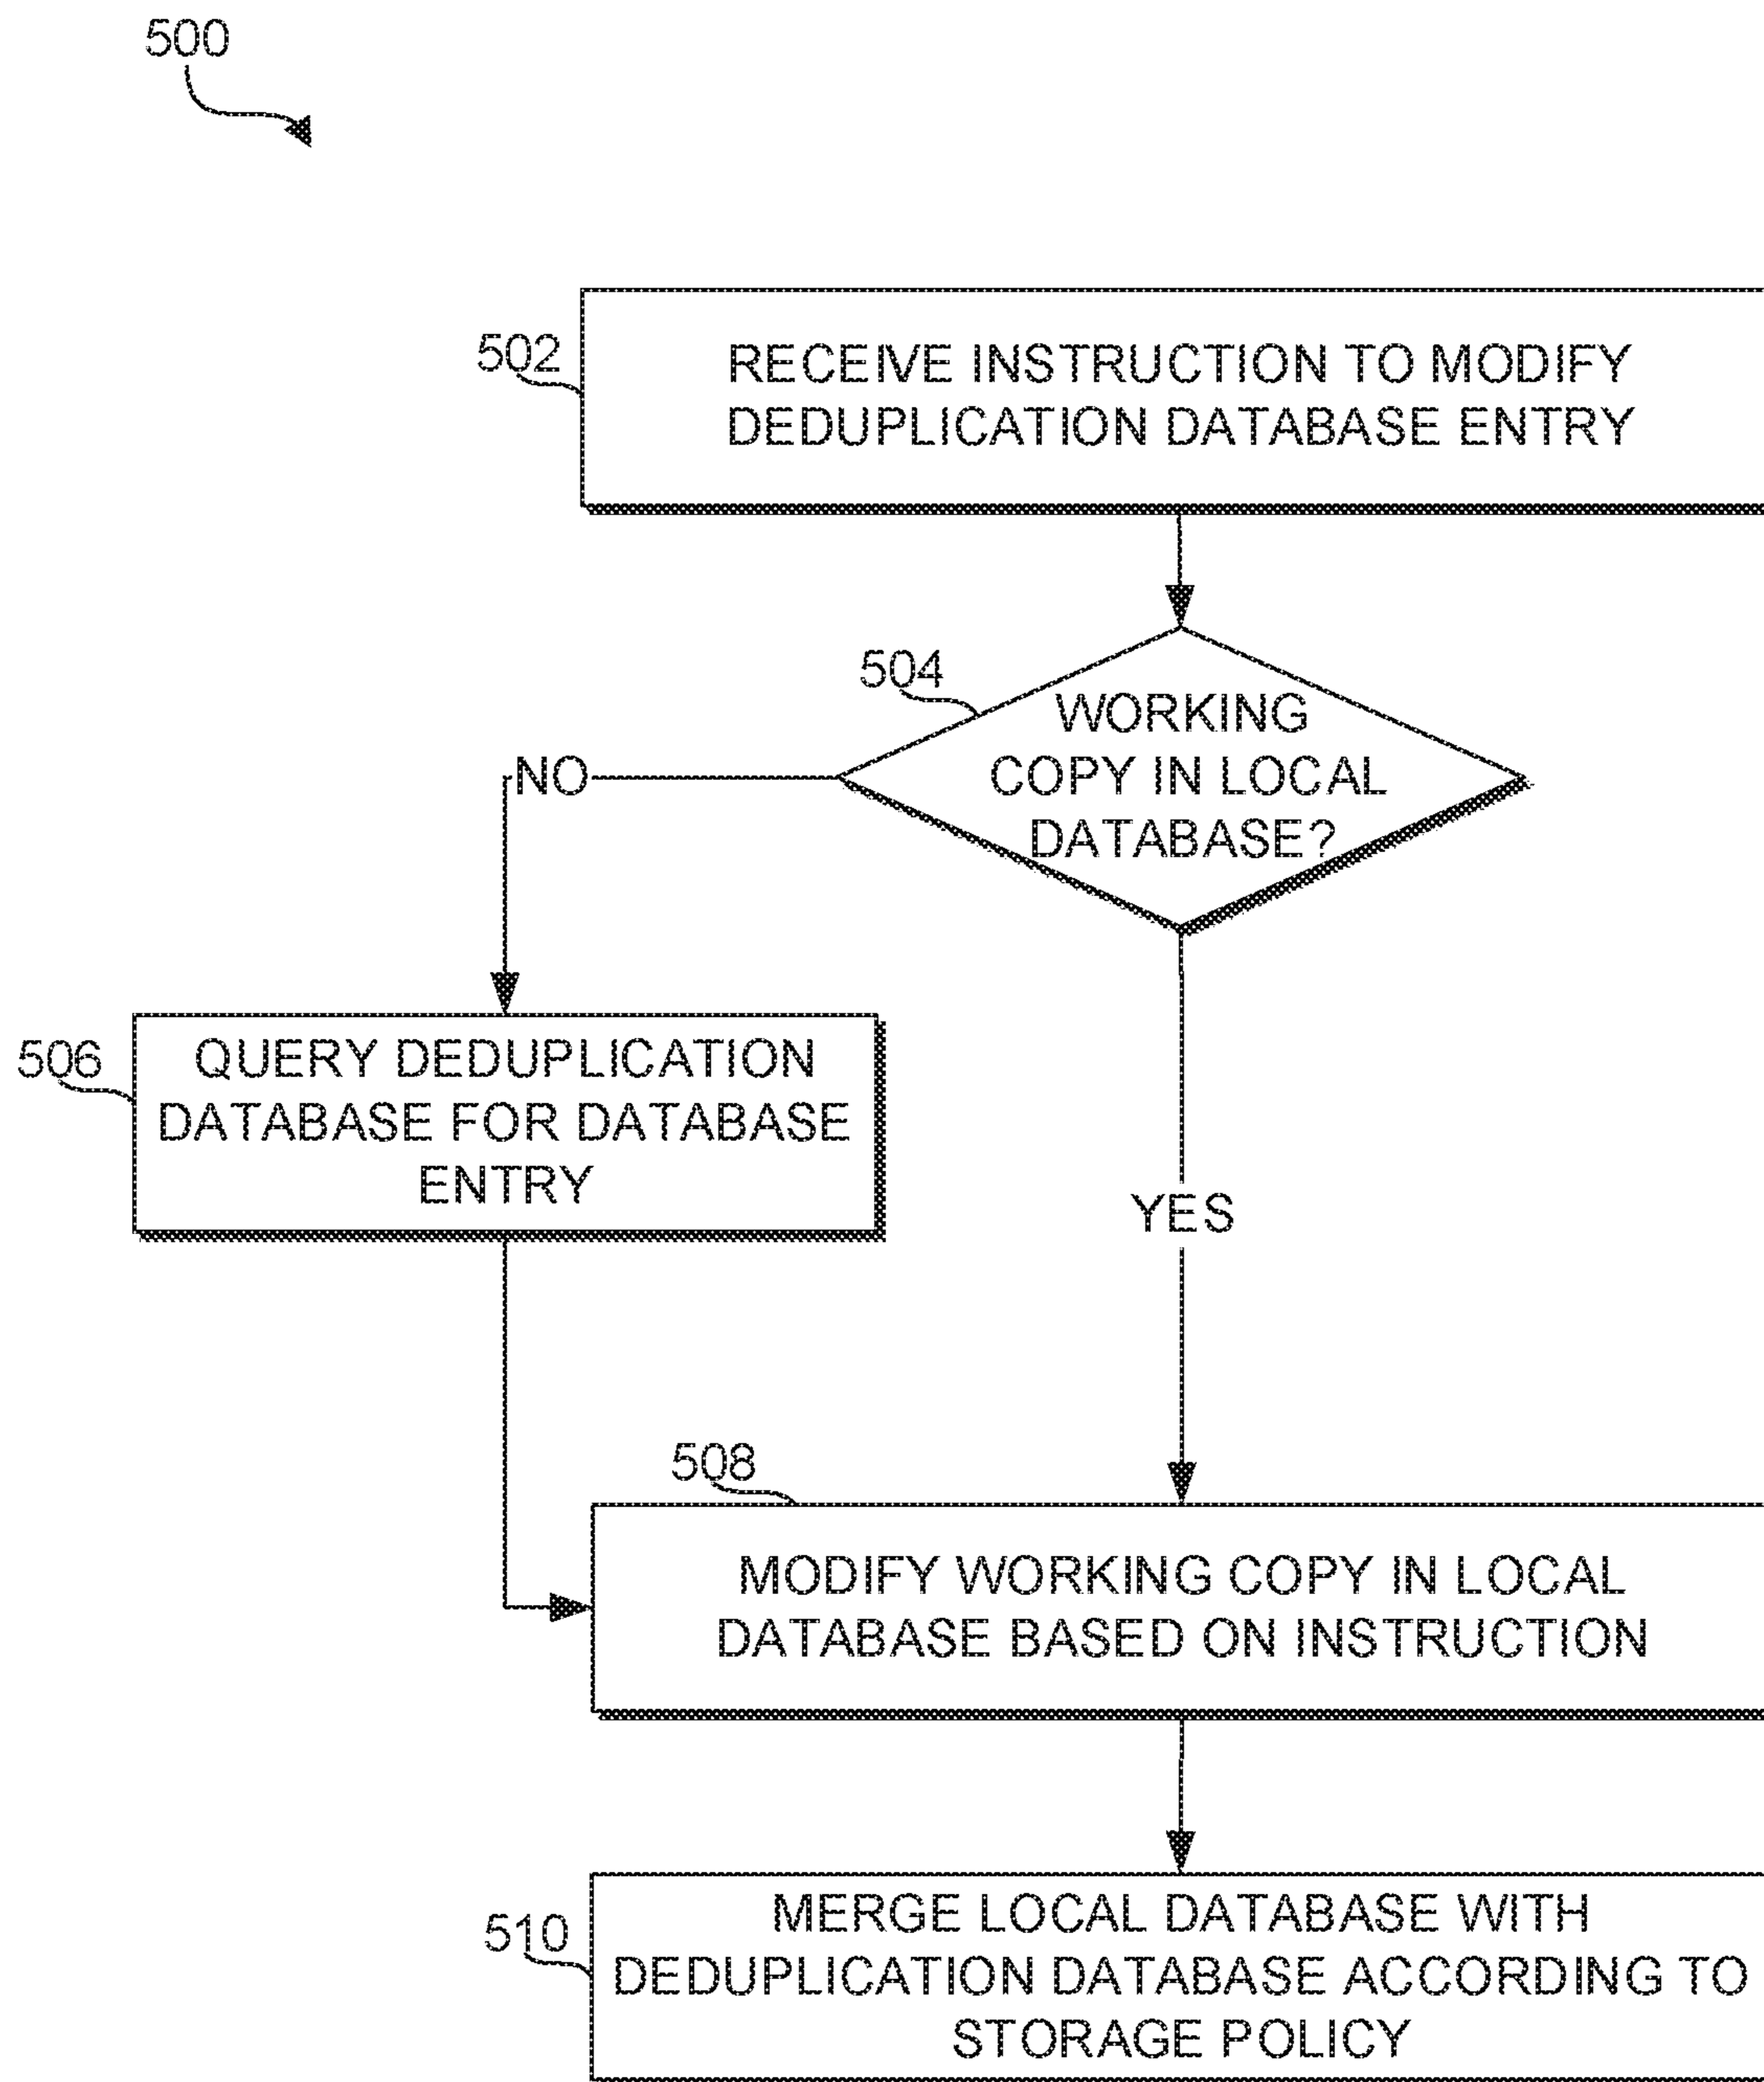 500
502
RECEIVE INSTRUCTION TO MODIFY
DEDUPLICATION DATABASE ENTRY
504
WORKING
COPY IN LOCAL
DATABASE?
NO
506
QUERY DEDUPLICATION
DATABASE FOR DATABASE
ENTRY
YES
508
MODIFY WORKING COPY IN LOCAL
DATABASE BASED ON INSTRUCTION
510
MERGE LOCAL DATABASE WITH
DEDUPLICATION DATABASE ACCORDING TO
STORAGE POLICY